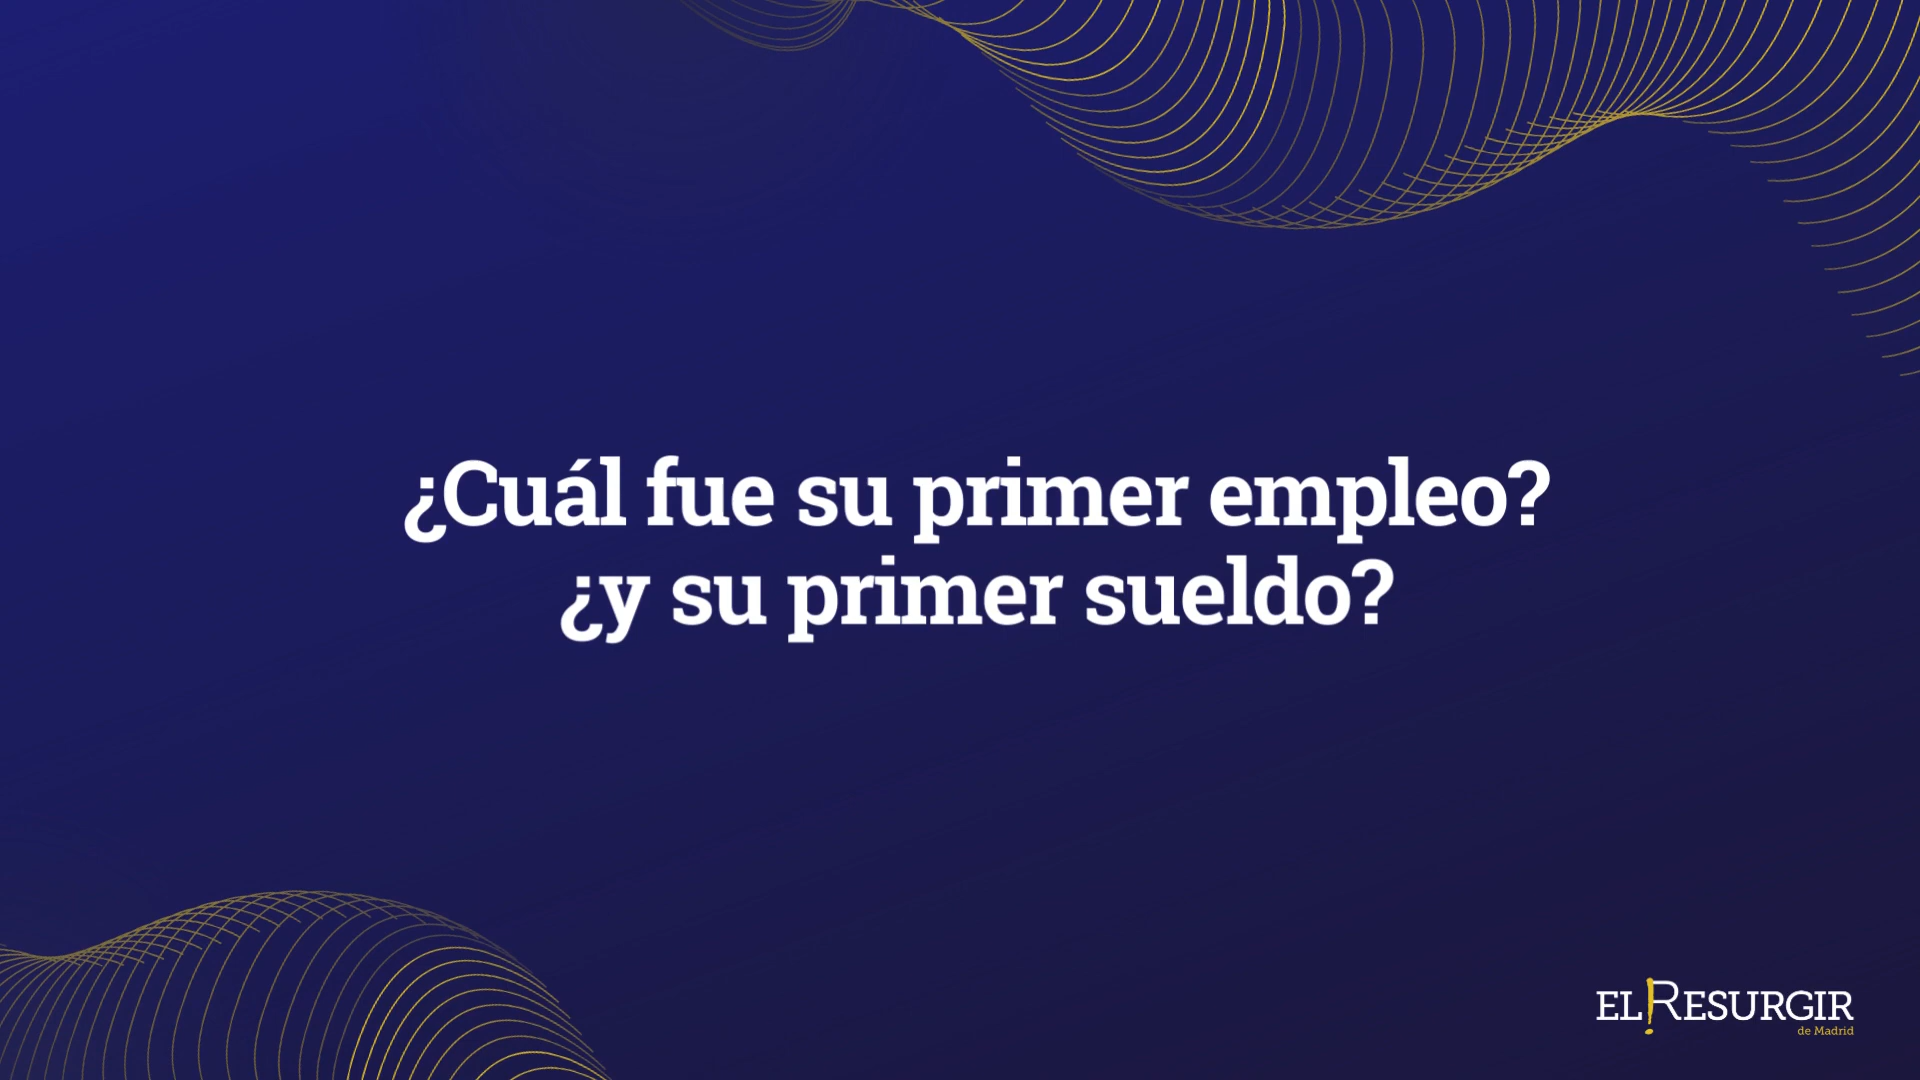 ¿Cuál fue su primer empleo?
¿y su primer sueldo?
EL RESURGIR
de Madrid